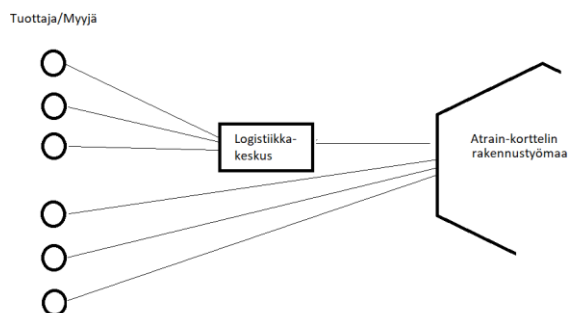 Tuottaja/Myyjä
Logistiikka-
keskus
Atrain-korttelin
rakennustyömaa